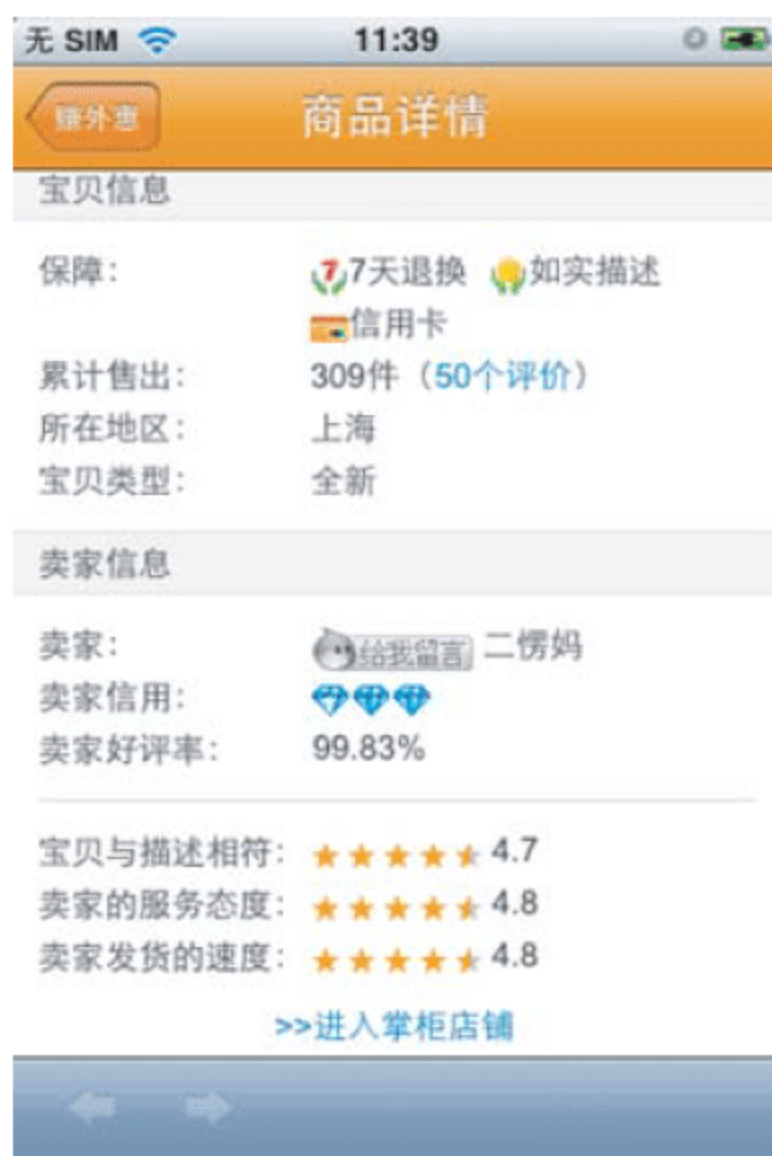 无 SIM 11:39
赚外惠 商品详情
宝贝信息
保障： 7 7天退换 如实描述
信用卡
累计售出： 309件（50个评价）
所在地区： 上海
宝贝类型： 全新
卖家信息
卖家： 给我留言 二愣妈
卖家信用：
卖家好评率： 99.83%
宝贝与描述相符： 4.7
卖家的服务态度： 4.8
卖家发货的速度： 4.8
>>进入掌柜店铺